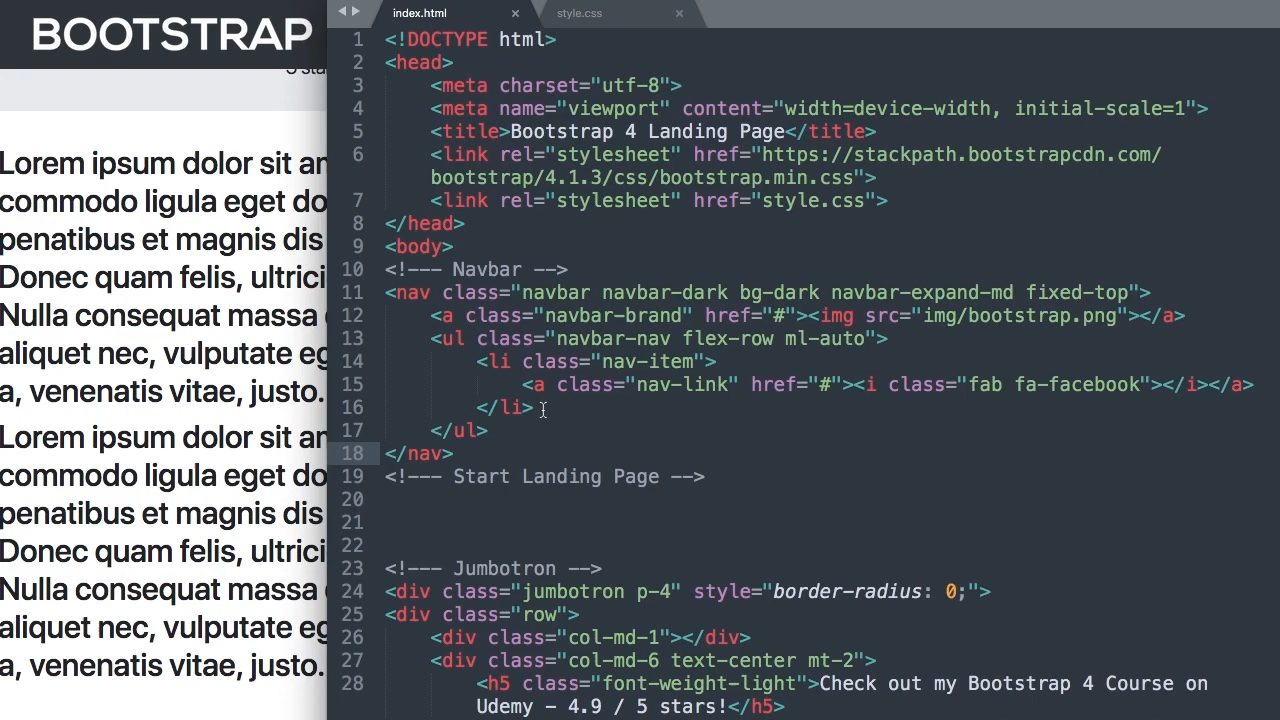 BOOTSTRAP
Lorem ipsum dolor sit
commodo ligula eget
penatibus et magnis dis
Donec quam felis,
Nulla consequat massa
aliquet nec, vulputate
a, venenatis vitae, justo.
Lorem ipsum dolor sit
commodo ligula eget
penatibus et magnis dis
Donec quam felis,
Nulla consequat massa
aliquet nec, vulputate
a, venenatis vitae, justo.
index.html
style.css
1 <!DOCTYPE html>
2 <head>
3 <meta charset="utf-8">
4 <meta name="viewport" content="width=device-width, initial-scale=1">
5 <title>Bootstrap 4 Landing Page</title>
6 <link rel="stylesheet" href="https://stackpath.bootstrapcdn.com/
bootstrap/4.1.3/css/bootstrap.min.css">
7 <link rel="stylesheet" href="style.css">
8 </head>
9 <body>
10 <!--- Navbar -->
11 <nav class="navbar navbar-dark bg-dark navbar-expand-md fixed-top">
12 <a class="navbar-brand" href="#"><img src="img/bootstrap.png"></a>
13 <ul class="navbar-nav flex-row ml-auto">
14 <li class="nav-item">
15 <a class="nav-link" href="#"><i class="fab fa-facebook"></i></a>
16 </li>
17 </ul>
18 </nav>
19 <!--- Start Landing Page -->
20
21
22
23 <!--- Jumbotron -->
24 <div class="jumbotron p-4" style="border-radius: 0;">
25 <div class="row">
26 <div class="col-md-1"></div>
27 <div class="col-md-6 text-center mt-2">
28 <h5 class="font-weight-light">Check out my Bootstrap 4 Course on
Udemy - 4.9 / 5 stars!</h5>